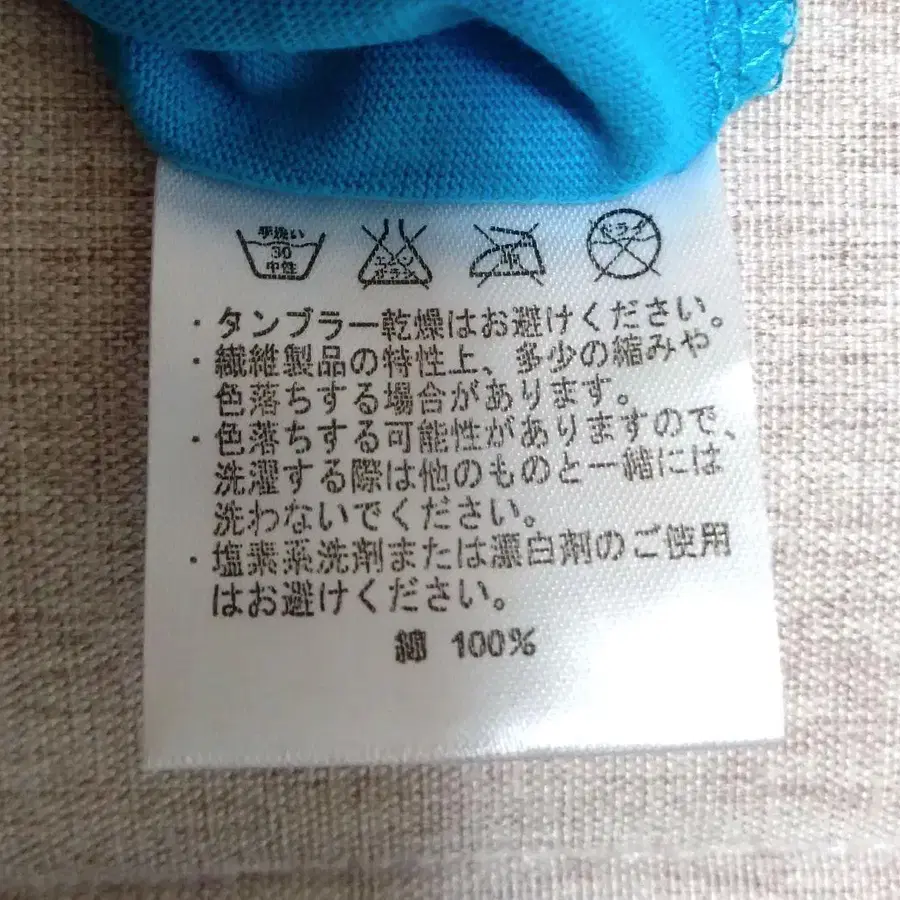 手洗い
30
中性
エンソ
サラシ
ドライ
・タンブラー乾燥はお避けください。
・繊維製品の特性上、多少の縮みや
色落ちする場合があります。
・色落ちする可能性がありますので、
洗濯する際は他のものと一緒には
洗わないでください。
・塩素系洗剤または漂白剤のご使用
はお避けください。
綿 100%